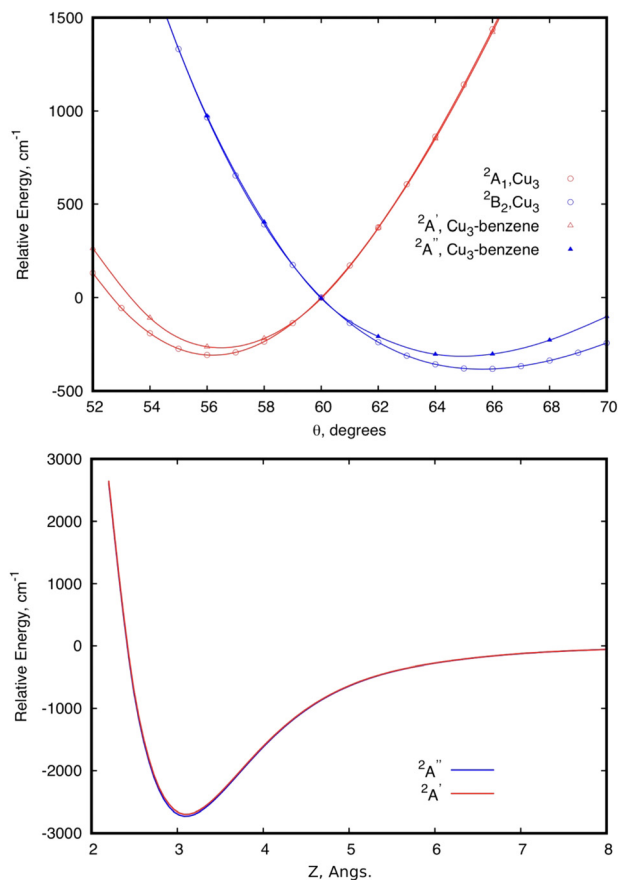 1500
1000
500
0
-500
Relative Energy, cm⁻¹
²A₁,Cu₃
²B₂,Cu₃
²A', Cu₃-benzene
²A'', Cu₃-benzene
52 54 56 58 60 62 64 66 68 70
θ, degrees
3000
2000
1000
0
-1000
-2000
-3000
Relative Energy, cm⁻¹
²A''
²A'
2 3 4 5 6 7 8
Z, Angs.